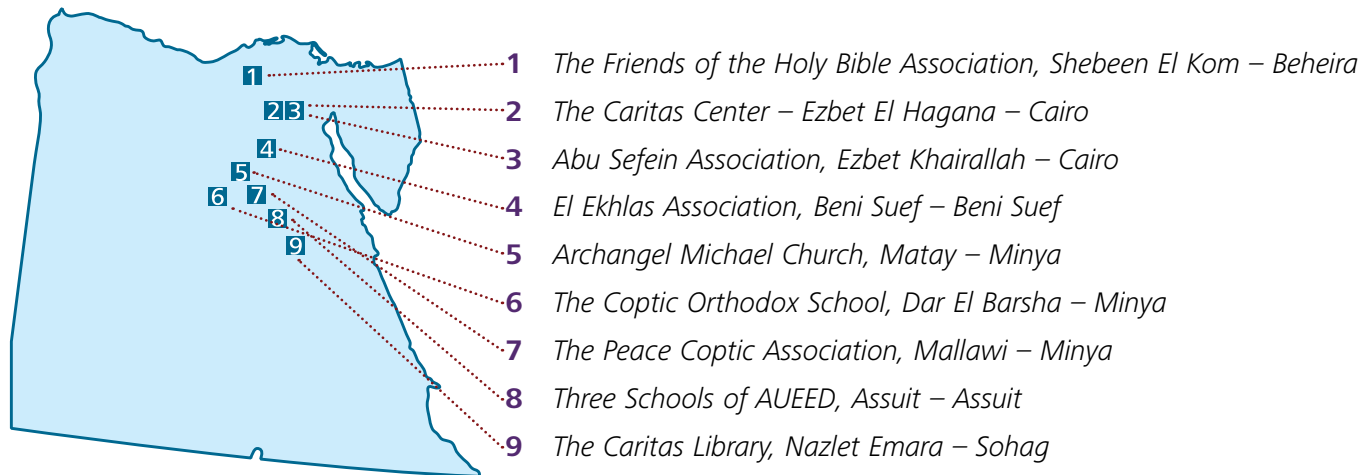 1
2 3
4
5
6 7
8
9
1 The Friends of the Holy Bible Association, Shebeen El Kom – Beheira
2 The Caritas Center – Ezbet El Hagana – Cairo
3 Abu Sefein Association, Ezbet Khairallah – Cairo
4 El Ekhlas Association, Beni Suef – Beni Suef
5 Archangel Michael Church, Matay – Minya
6 The Coptic Orthodox School, Dar El Barsha – Minya
7 The Peace Coptic Association, Mallawi – Minya
8 Three Schools of AUEED, Assuit – Assuit
9 The Caritas Library, Nazlet Emara – Sohag